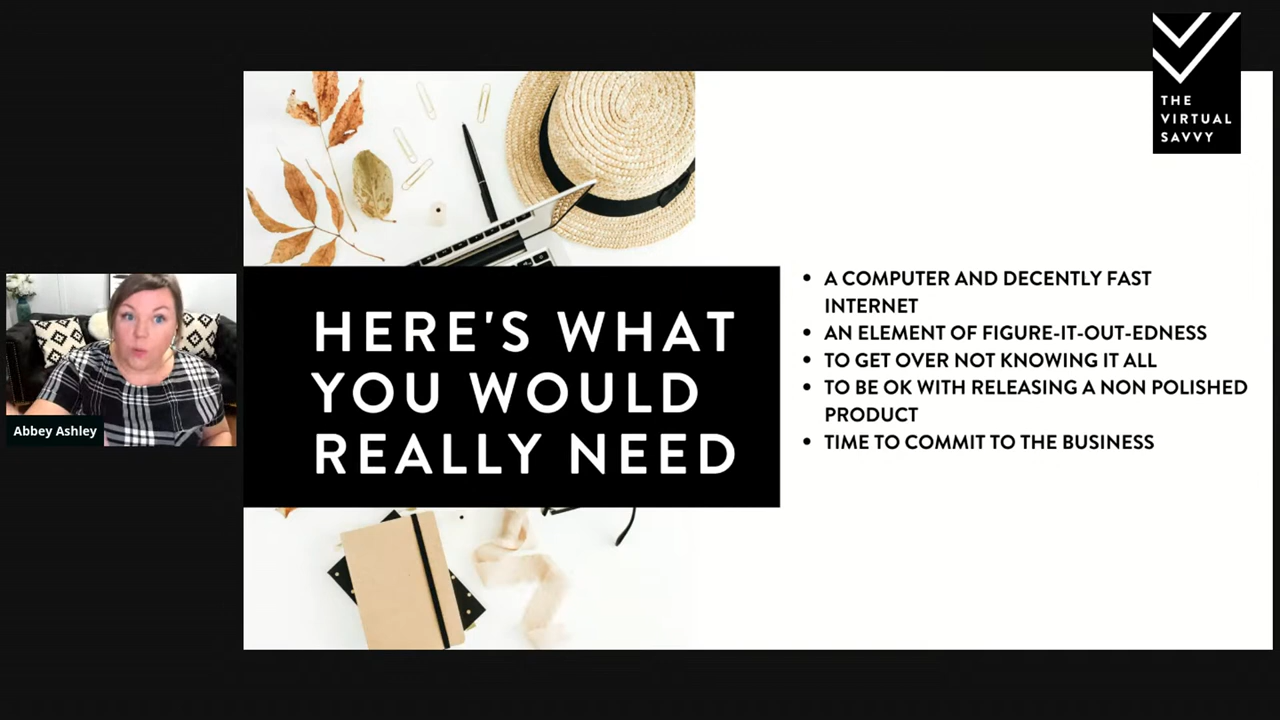 THE
VIRTUAL
SAVVY
HERE'S WHAT
YOU WOULD
REALLY NEED
• A COMPUTER AND DECENTLY FAST
INTERNET
• AN ELEMENT OF FIGURE-IT-OUT-EDNESS
• TO GET OVER NOT KNOWING IT ALL
• TO BE OK WITH RELEASING A NON POLISHED
PRODUCT
• TIME TO COMMIT TO THE BUSINESS
Abbey Ashley